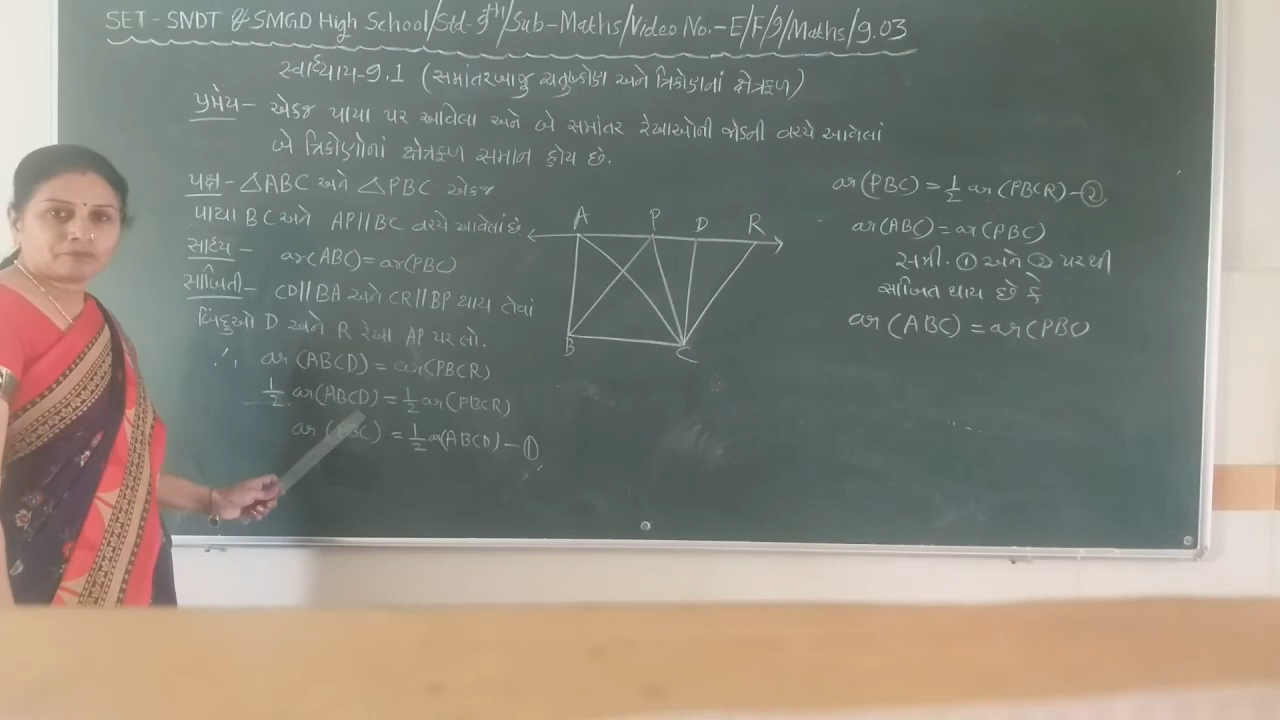 SET - SNDT & SMGD High School/Std-9th/Sub-Maths/Video No.-E/F/9/Maths/9.03
સ્વાધ્યાય-9.1 (સમાંતરબાજુ ચતુષ્કોણ અને ત્રિકોણનાં ક્ષેત્રફળ)
પ્રમેય- એકજ પાયા પર આવેલા અને બે સમાંતર રેખાઓની જોડની વચ્ચે આવેલાં
બે ત્રિકોણોનાં ક્ષેત્રફળ સમાન હોય છે.
પક્ષ - △ABC અને △PBC એકજ
પાયા BC અને AP||BC વચ્ચે આવેલાં છે
સાધ્ય - ar(ABC)=ar(PBC)
સાબિતી- CD||BA અને CR||BP થાય તેવાં
બિંદુઓ D અને R રેખા AP પર લો.
∴ ar(ABCD)=ar(PBCR)
1/2 ar(ABCD)=1/2 ar(PBCR)
ar(PBC)=1/2 ar(ABCD)-①
A P D R
B C
ar(PBC)=1/2 ar(PBCR)-②
ar(ABC)=ar(PBC)
સમી. ① અને ② પરથી
સાબિત થાય છે કે
ar(ABC)=ar(PBC)